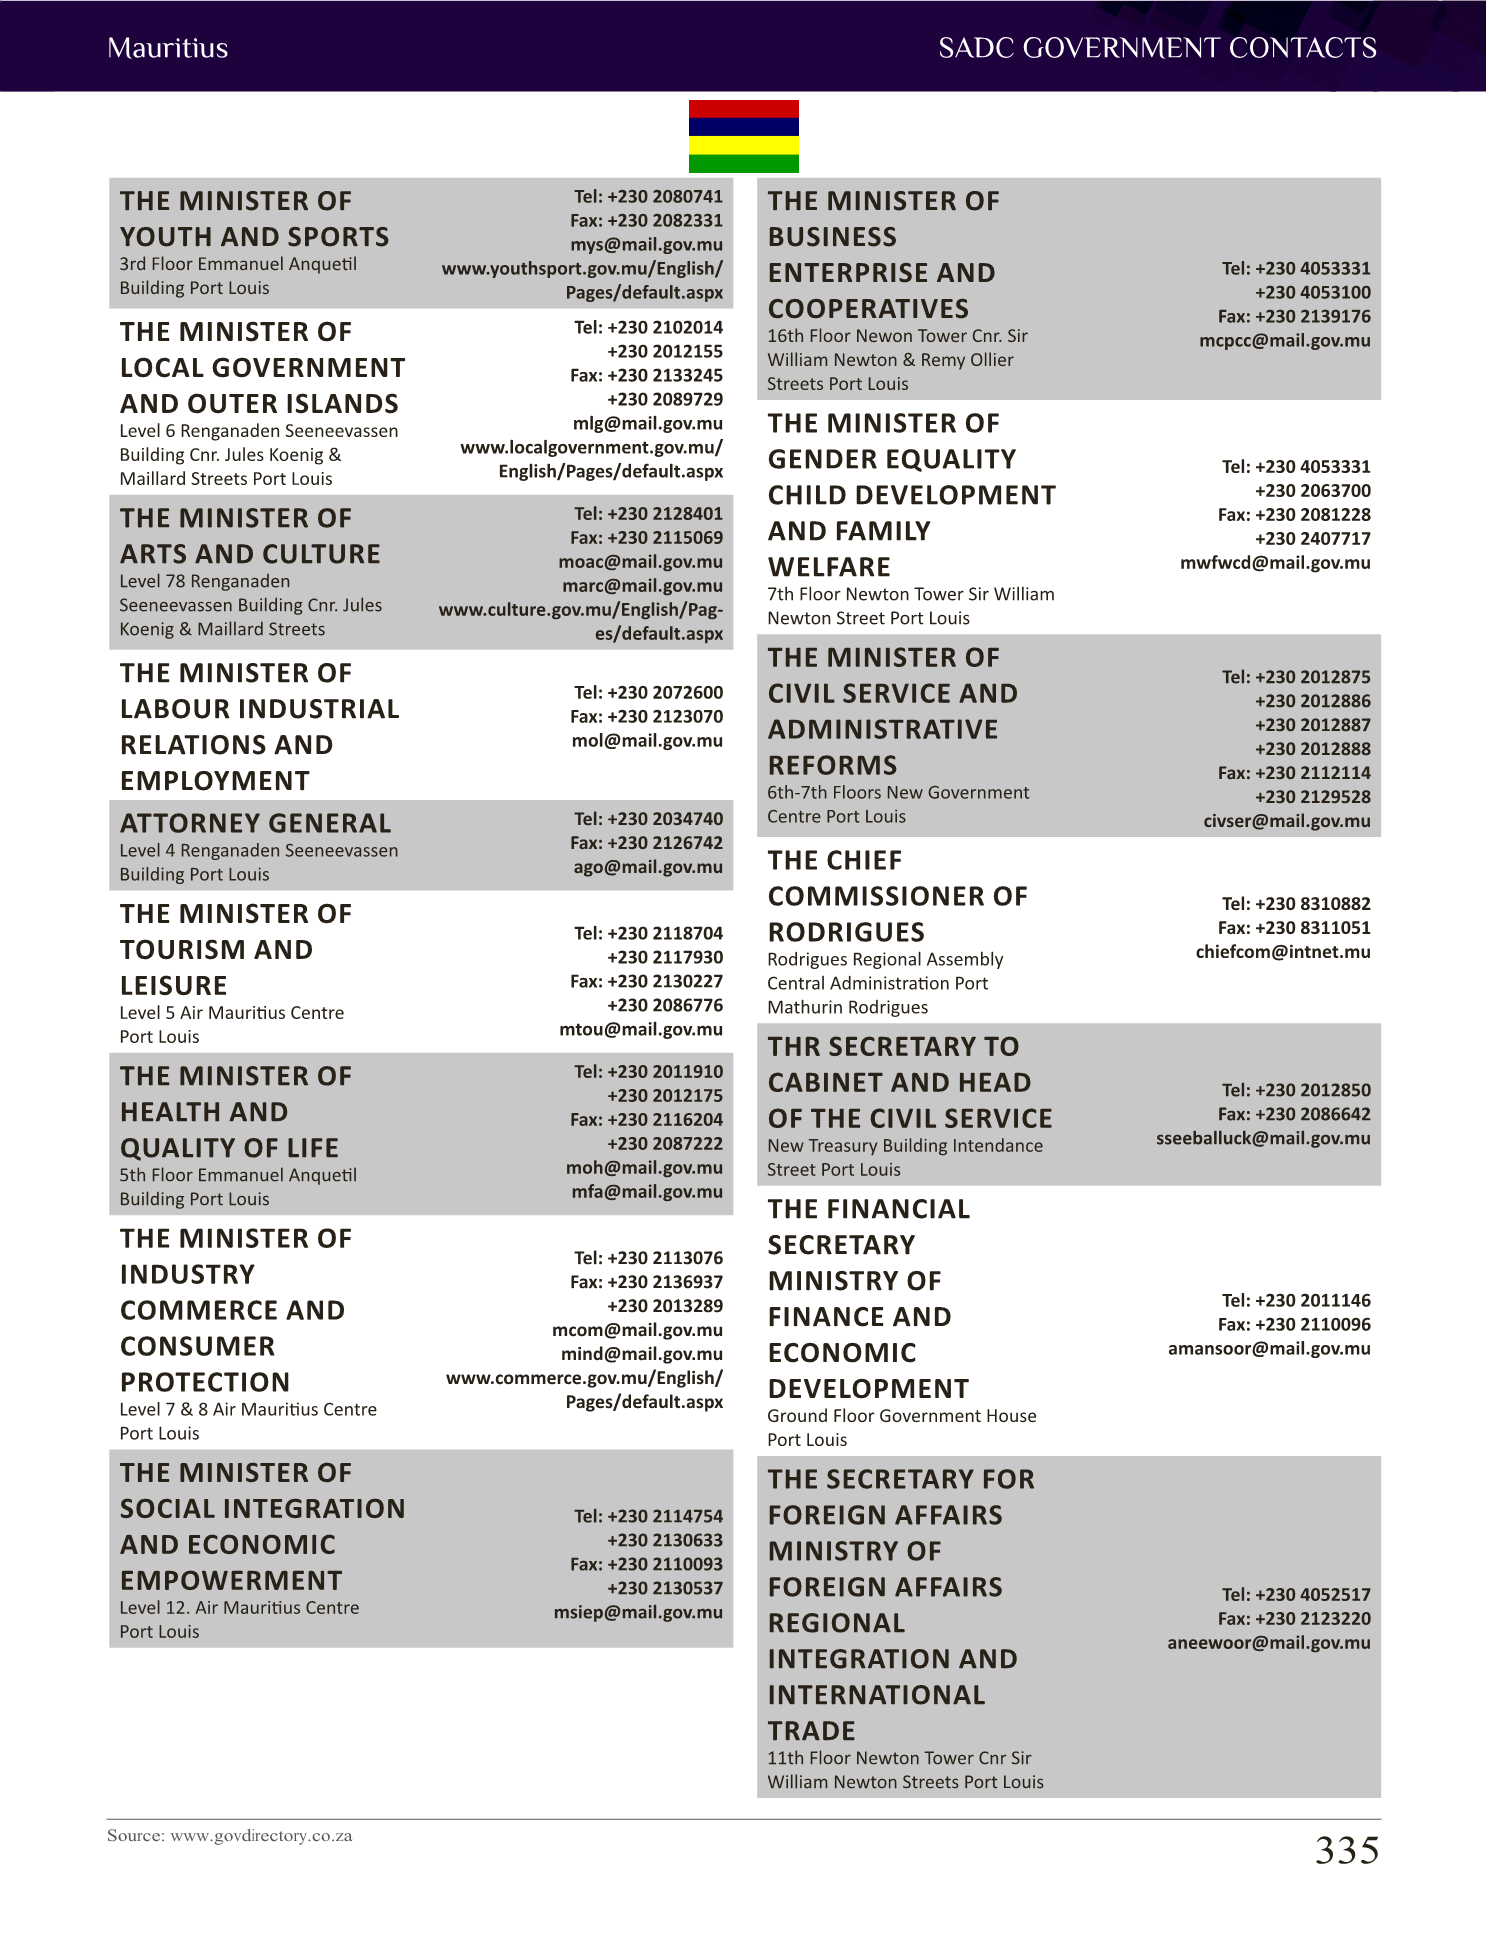 Mauritius
SADC GOVERNMENT CONTACTS
THE MINISTER OF
YOUTH AND SPORTS
3rd Floor Emmanuel Anquetil
Building Port Louis
Tel: +230 2080741
Fax: +230 2082331
mys@mail.gov.mu
www.youthsport.gov.mu/English/
Pages/default.aspx
THE MINISTER OF
LOCAL GOVERNMENT
AND OUTER ISLANDS
Level 6 Renganaden Seeneevassen
Building Cnr. Jules Koenig &
Maillard Streets Port Louis
Tel: +230 2102014
+230 2012155
Fax: +230 2133245
+230 2089729
mlg@mail.gov.mu
www.localgovernment.gov.mu/
English/Pages/default.aspx
THE MINISTER OF
ARTS AND CULTURE
Level 78 Renganaden
Seeneevassen Building Cnr. Jules
Koenig & Maillard Streets
Tel: +230 2128401
Fax: +230 2115069
moac@mail.gov.mu
marc@mail.gov.mu
www.culture.gov.mu/English/Pag-
es/default.aspx
THE MINISTER OF
LABOUR INDUSTRIAL
RELATIONS AND
EMPLOYMENT
Tel: +230 2072600
Fax: +230 2123070
mol@mail.gov.mu
ATTORNEY GENERAL
Level 4 Renganaden Seeneevassen
Building Port Louis
Tel: +230 2034740
Fax: +230 2126742
ago@mail.gov.mu
THE MINISTER OF
TOURISM AND
LEISURE
Level 5 Air Mauritius Centre
Port Louis
Tel: +230 2118704
+230 2117930
Fax: +230 2130227
+230 2086776
mtou@mail.gov.mu
THE MINISTER OF
HEALTH AND
QUALITY OF LIFE
5th Floor Emmanuel Anquetil
Building Port Louis
Tel: +230 2011910
+230 2012175
Fax: +230 2116204
+230 2087222
moh@mail.gov.mu
mfa@mail.gov.mu
THE MINISTER OF
INDUSTRY
COMMERCE AND
CONSUMER
PROTECTION
Level 7 & 8 Air Mauritius Centre
Port Louis
Tel: +230 2113076
Fax: +230 2136937
+230 2013289
mcom@mail.gov.mu
mind@mail.gov.mu
www.commerce.gov.mu/English/
Pages/default.aspx
THE MINISTER OF
SOCIAL INTEGRATION
AND ECONOMIC
EMPOWERMENT
Level 12. Air Mauritius Centre
Port Louis
Tel: +230 2114754
+230 2130633
Fax: +230 2110093
+230 2130537
msiep@mail.gov.mu
THE MINISTER OF
BUSINESS
ENTERPRISE AND
COOPERATIVES
16th Floor Newon Tower Cnr. Sir
William Newton & Remy Ollier
Streets Port Louis
Tel: +230 4053331
+230 4053100
Fax: +230 2139176
mcpcc@mail.gov.mu
THE MINISTER OF
GENDER EQUALITY
CHILD DEVELOPMENT
AND FAMILY
WELFARE
7th Floor Newton Tower Sir William
Newton Street Port Louis
Tel: +230 4053331
+230 2063700
Fax: +230 2081228
+230 2407717
mwfwcd@mail.gov.mu
THE MINISTER OF
CIVIL SERVICE AND
ADMINISTRATIVE
REFORMS
6th-7th Floors New Government
Centre Port Louis
Tel: +230 2012875
+230 2012886
+230 2012887
+230 2012888
Fax: +230 2112114
+230 2129528
civser@mail.gov.mu
THE CHIEF
COMMISSIONER OF
RODRIGUES
Rodrigues Regional Assembly
Central Administration Port
Mathurin Rodrigues
Tel: +230 8310882
Fax: +230 8311051
chiefcom@intnet.mu
THR SECRETARY TO
CABINET AND HEAD
OF THE CIVIL SERVICE
New Treasury Building Intendance
Street Port Louis
Tel: +230 2012850
Fax: +230 2086642
sseeballuck@mail.gov.mu
THE FINANCIAL
SECRETARY
MINISTRY OF
FINANCE AND
ECONOMIC
DEVELOPMENT
Ground Floor Government House
Port Louis
Tel: +230 2011146
Fax: +230 2110096
amansoor@mail.gov.mu
THE SECRETARY FOR
FOREIGN AFFAIRS
MINISTRY OF
FOREIGN AFFAIRS
REGIONAL
INTEGRATION AND
INTERNATIONAL
TRADE
11th Floor Newton Tower Cnr Sir
William Newton Streets Port Louis
Tel: +230 4052517
Fax: +230 2123220
aneewoor@mail.gov.mu
Source: www.govdirectory.co.za
335